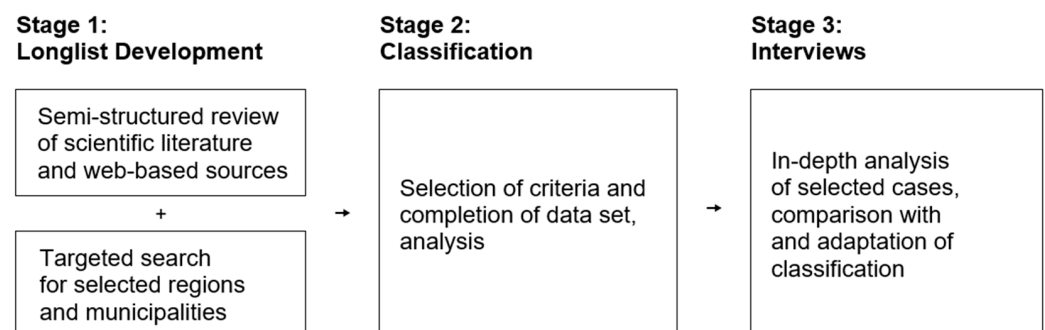 Stage 1:
Longlist Development
Semi-structured review
of scientific literature
and web-based sources
+
Targeted search
for selected regions
and municipalities
→
Stage 2:
Classification
Selection of criteria and
completion of data set,
analysis
→
Stage 3:
Interviews
In-depth analysis
of selected cases,
comparison with
and adaptation of
classification